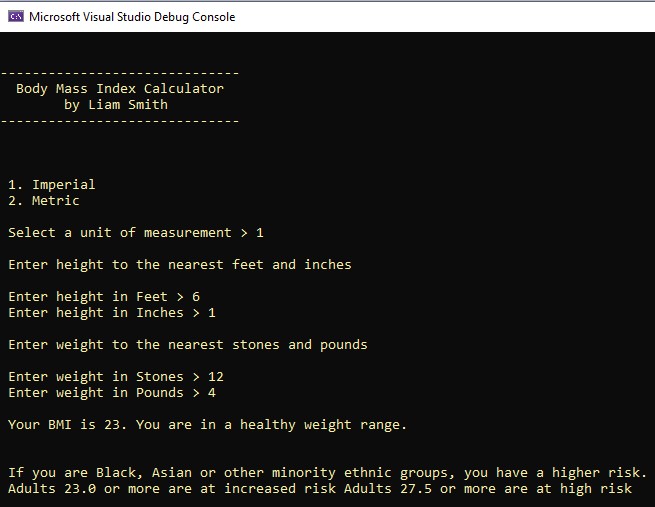 Microsoft Visual Studio Debug Console
------------------------------
Body Mass Index Calculator
by Liam Smith
------------------------------
1. Imperial
2. Metric
Select a unit of measurement > 1
Enter height to the nearest feet and inches
Enter height in Feet > 6
Enter height in Inches > 1
Enter weight to the nearest stones and pounds
Enter weight in Stones > 12
Enter weight in Pounds > 4
Your BMI is 23. You are in a healthy weight range.
If you are Black, Asian or other minority ethnic groups, you have a higher risk.
Adults 23.0 or more are at increased risk Adults 27.5 or more are at high risk